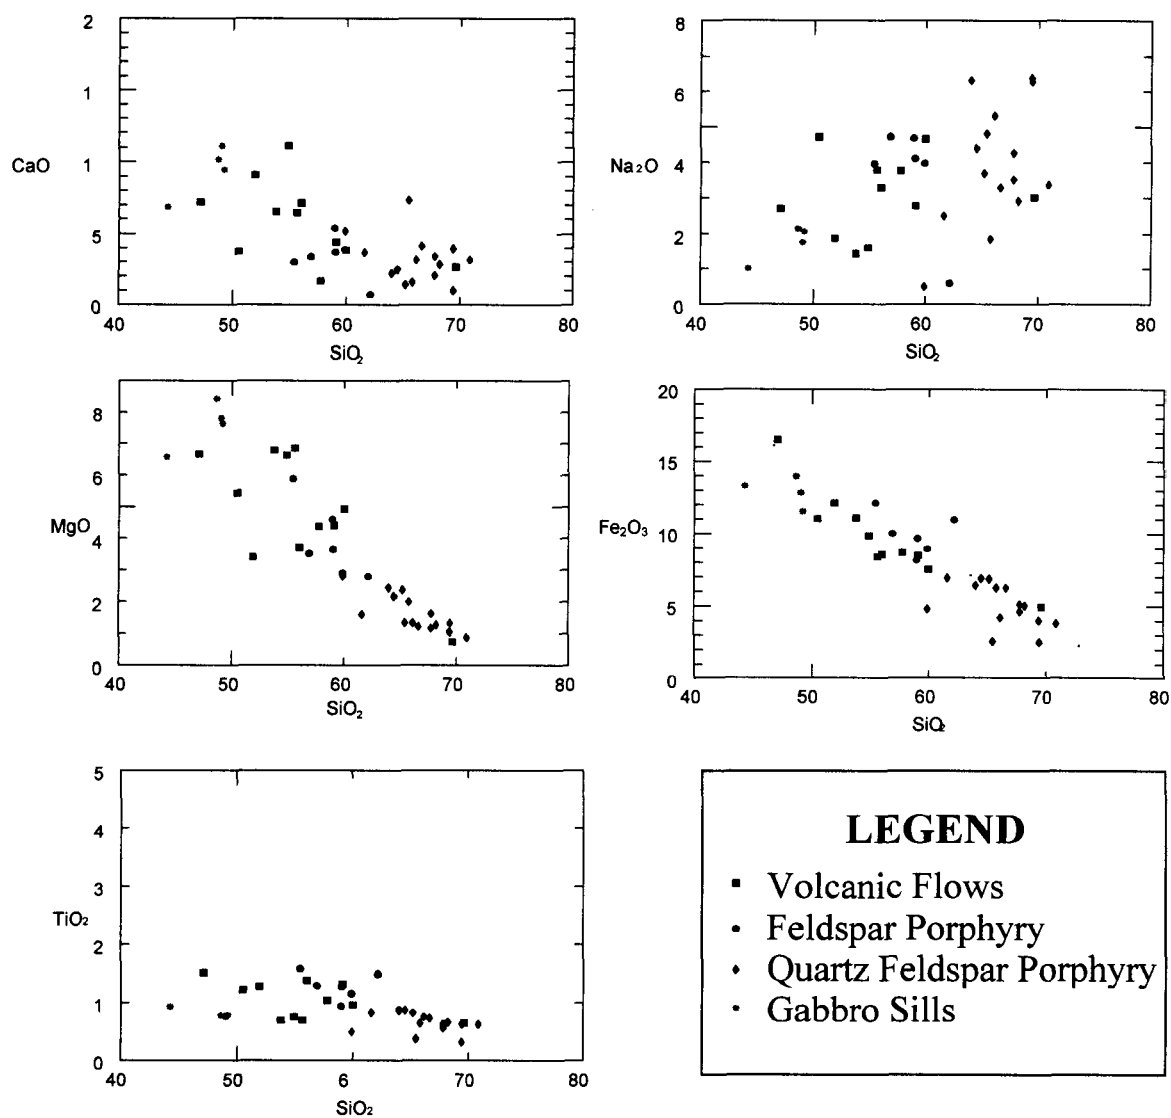 2
1
CaO
1
5
0
40 50 60 70 80
SiO₂
8
6
Na₂O
4
2
0
40 50 60 70 80
SiO₂
8
6
MgO
4
2
0
40 50 60 70 80
SiO₂
20
15
Fe₂O₃
10
5
0
40 50 60 70 80
SiO₂
5
4
3
TiO₂
2
1
0
40 50 6 70 80
SiO₂
LEGEND
Volcanic Flows
Feldspar Porphyry
Quartz Feldspar Porphyry
Gabbro Sills